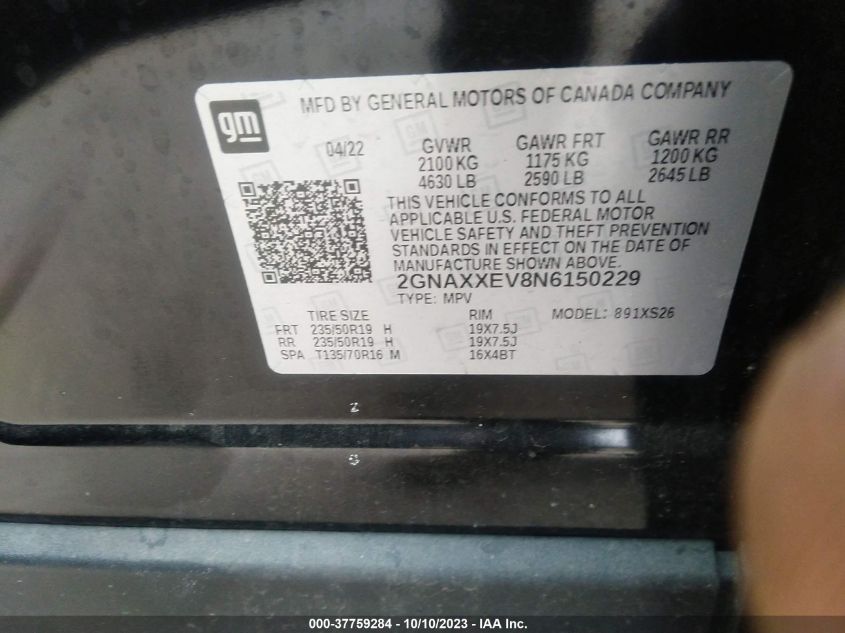 gm
MFD BY GENERAL MOTORS OF CANADA COMPANY
04/22 GVWR GAWR FRT GAWR RR
2100 KG 1175 KG 1200 KG
4630 LB 2590 LB 2645 LB
THIS VEHICLE CONFORMS TO ALL
APPLICABLE U.S. FEDERAL MOTOR
VEHICLE SAFETY AND THEFT PREVENTION
STANDARDS IN EFFECT ON THE DATE OF
MANUFACTURE SHOWN ABOVE.
2GNAXXEV8N6150229
TYPE: MPV
TIRE SIZE RIM MODEL: 891XS26
FRT 235/50R19 H 19X7.5J
RR 235/50R19 H 19X7.5J
SPA T135/70R16 M 16X4BT
000-37759284 - 10/10/2023 - IAA Inc.